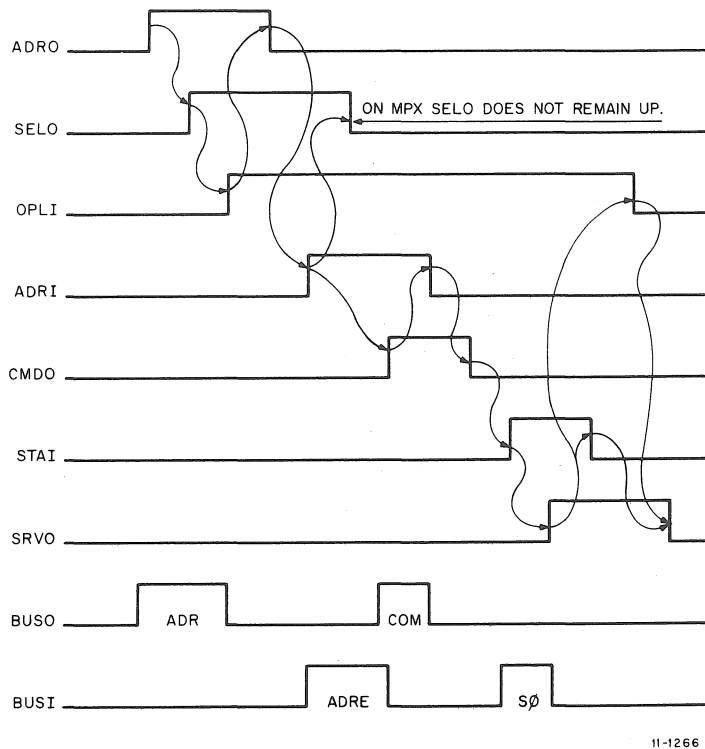 ADRO
SELO
ON MPX SELO DOES NOT REMAIN UP.
OPLI
ADRI
CMDO
STAI
SRVO
BUSO
ADR
COM
BUSI
ADRE
SØ
11-1266